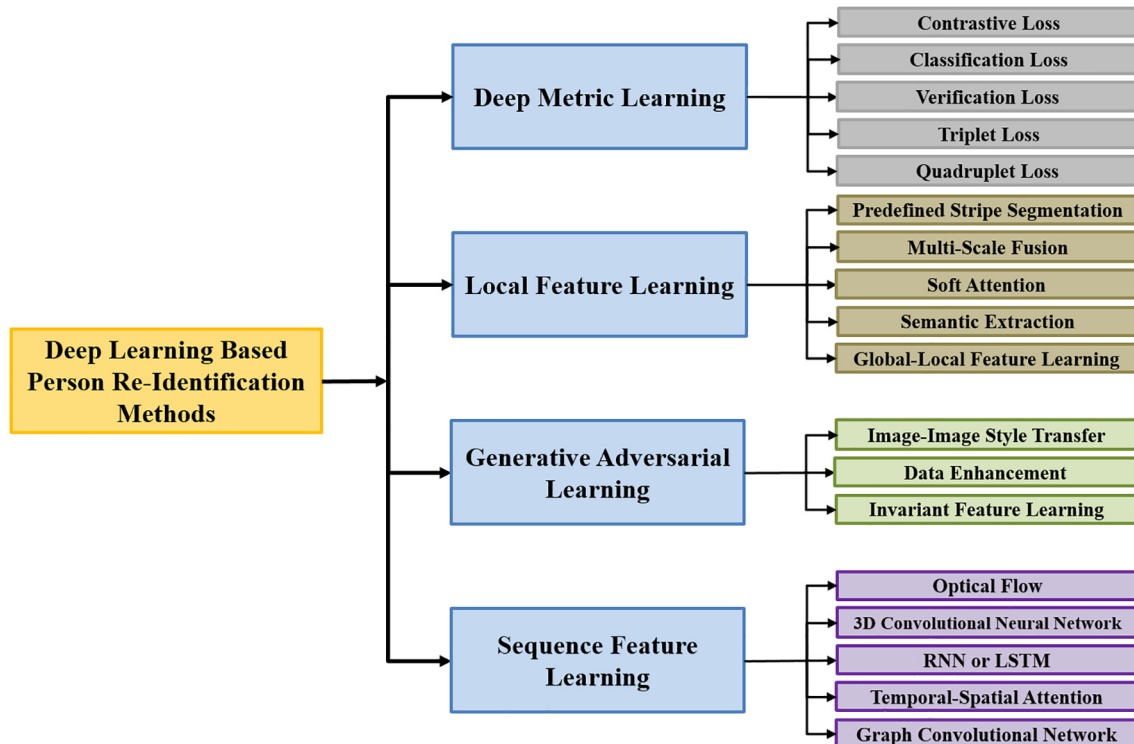 Deep Learning Based
Person Re-Identification
Methods
Deep Metric Learning
Contrastive Loss
Classification Loss
Verification Loss
Triplet Loss
Quadruplet Loss
Local Feature Learning
Predefined Stripe Segmentation
Multi-Scale Fusion
Soft Attention
Semantic Extraction
Global-Local Feature Learning
Generative Adversarial
Learning
Image-Image Style Transfer
Data Enhancement
Invariant Feature Learning
Sequence Feature
Learning
Optical Flow
3D Convolutional Neural Network
RNN or LSTM
Temporal-Spatial Attention
Graph Convolutional Network